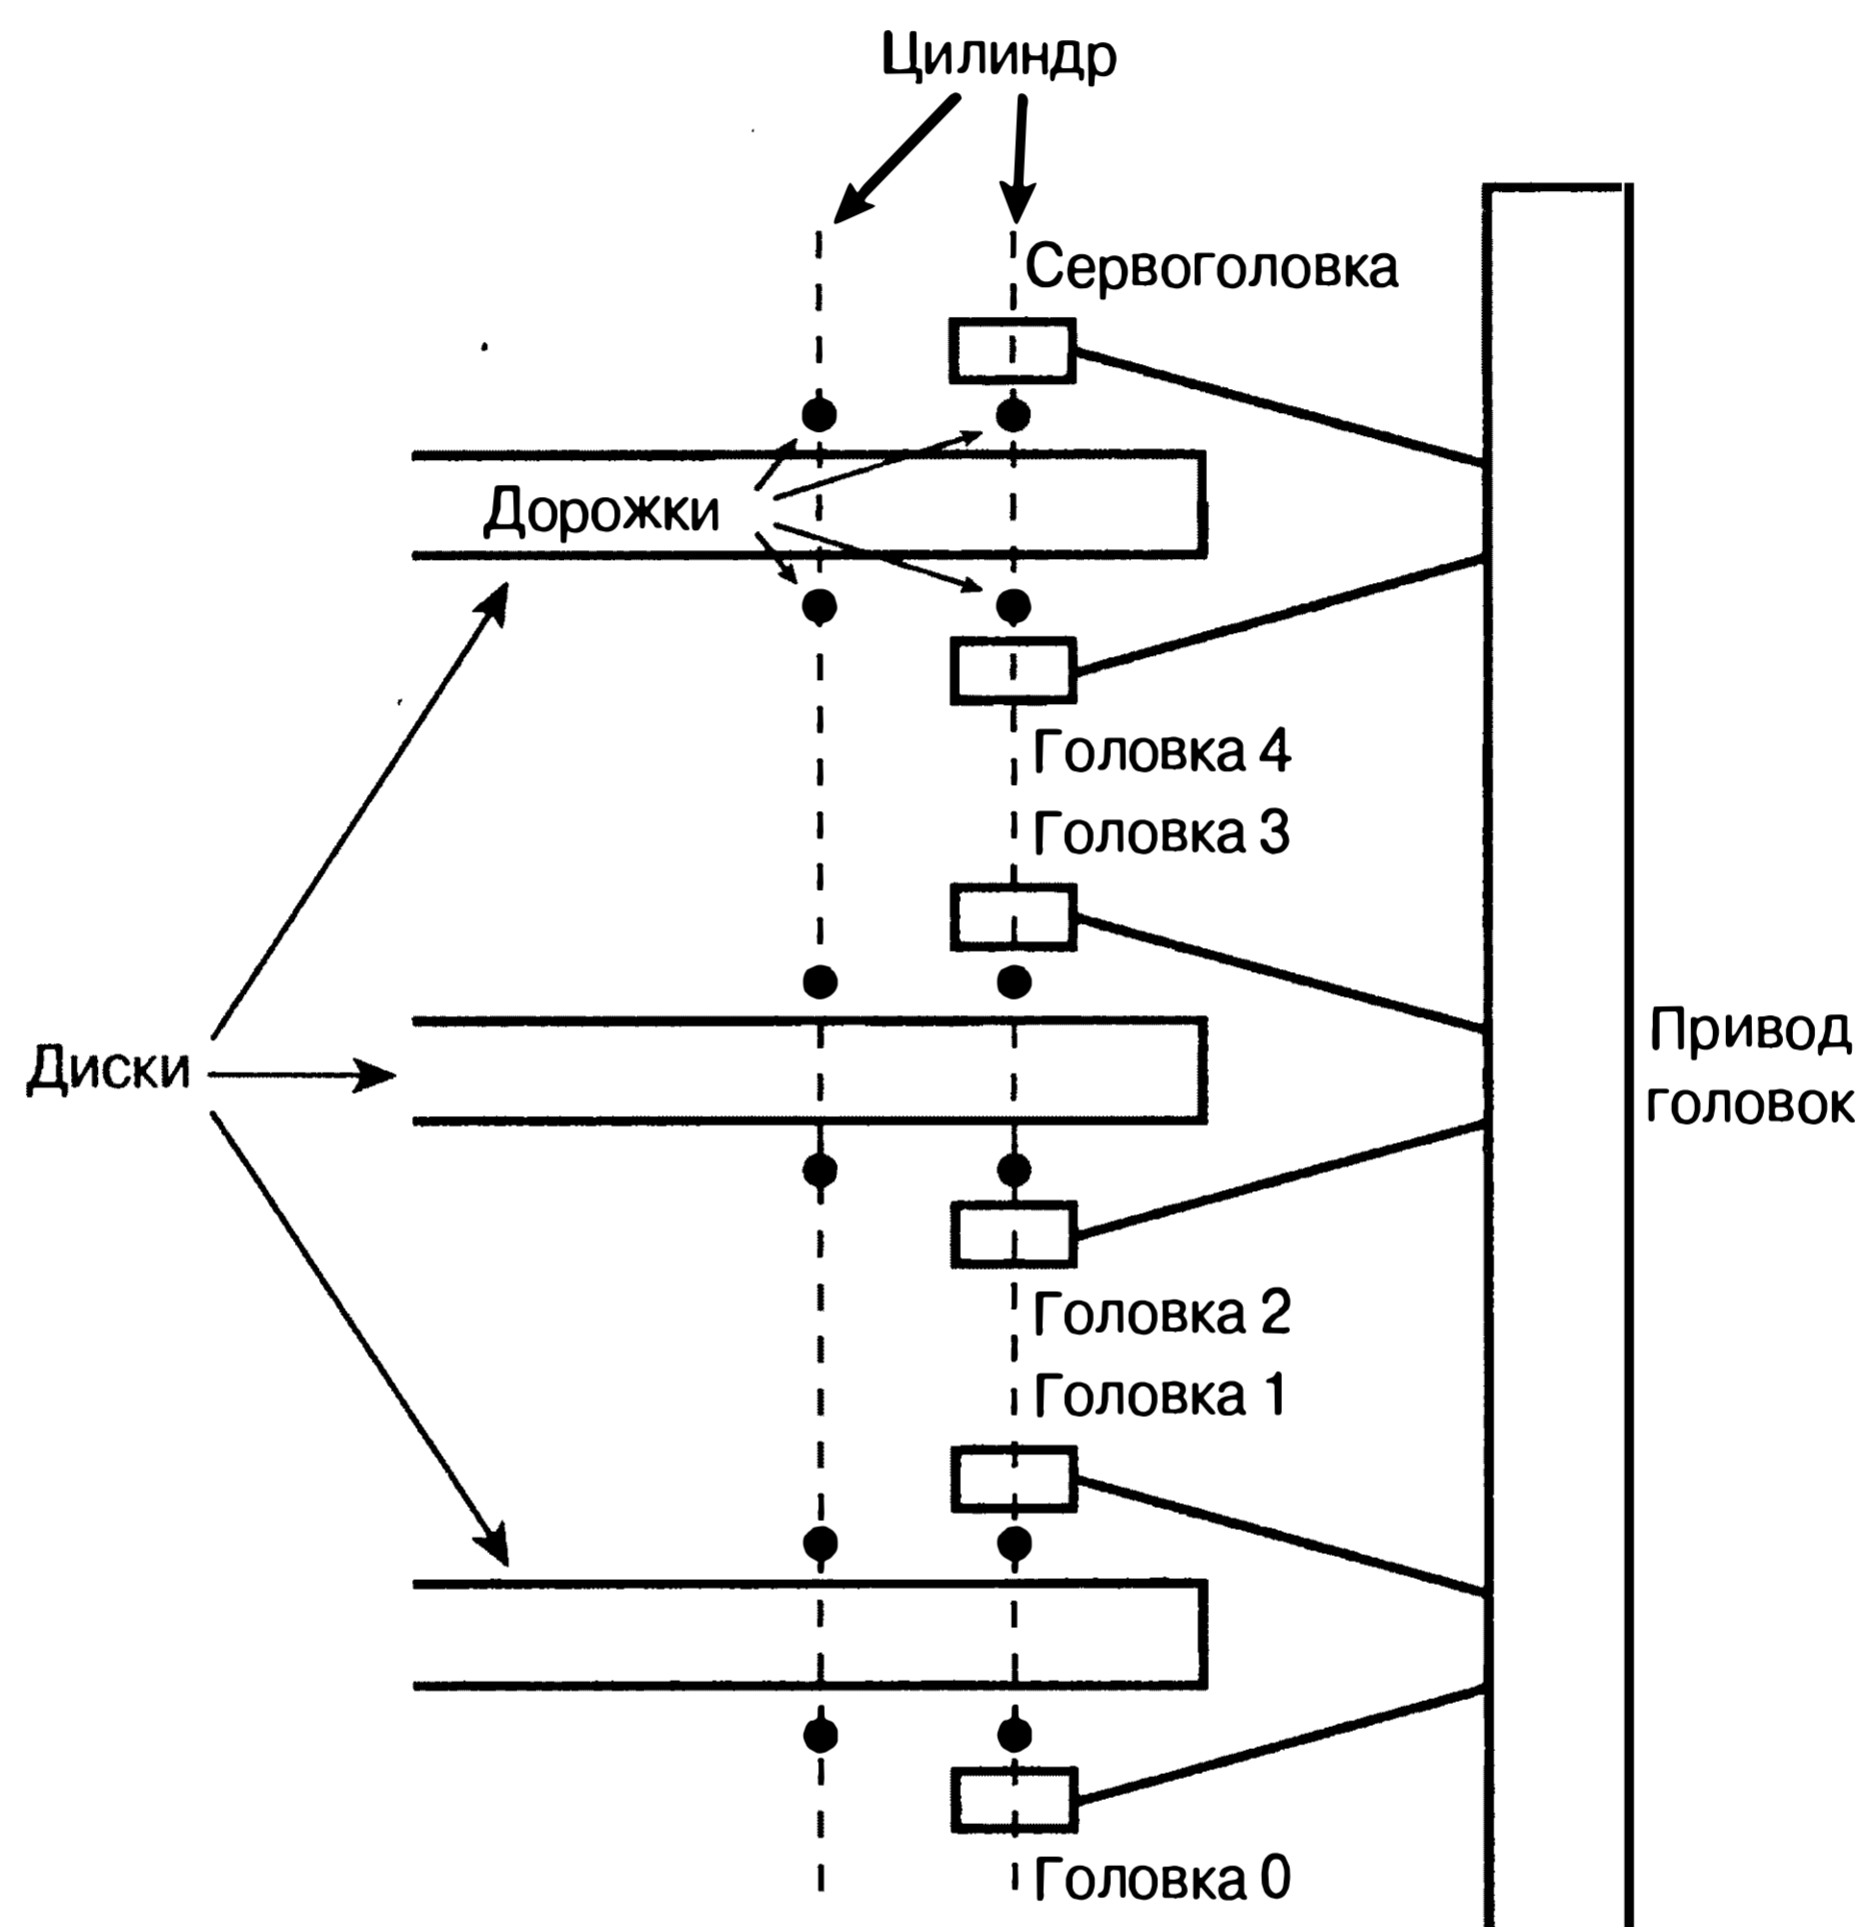 Цилиндр
Сервоголовка
Дорожки
Головка 4
Головка 3
Диски
Привод
головок
Головка 2
Головка 1
Головка 0